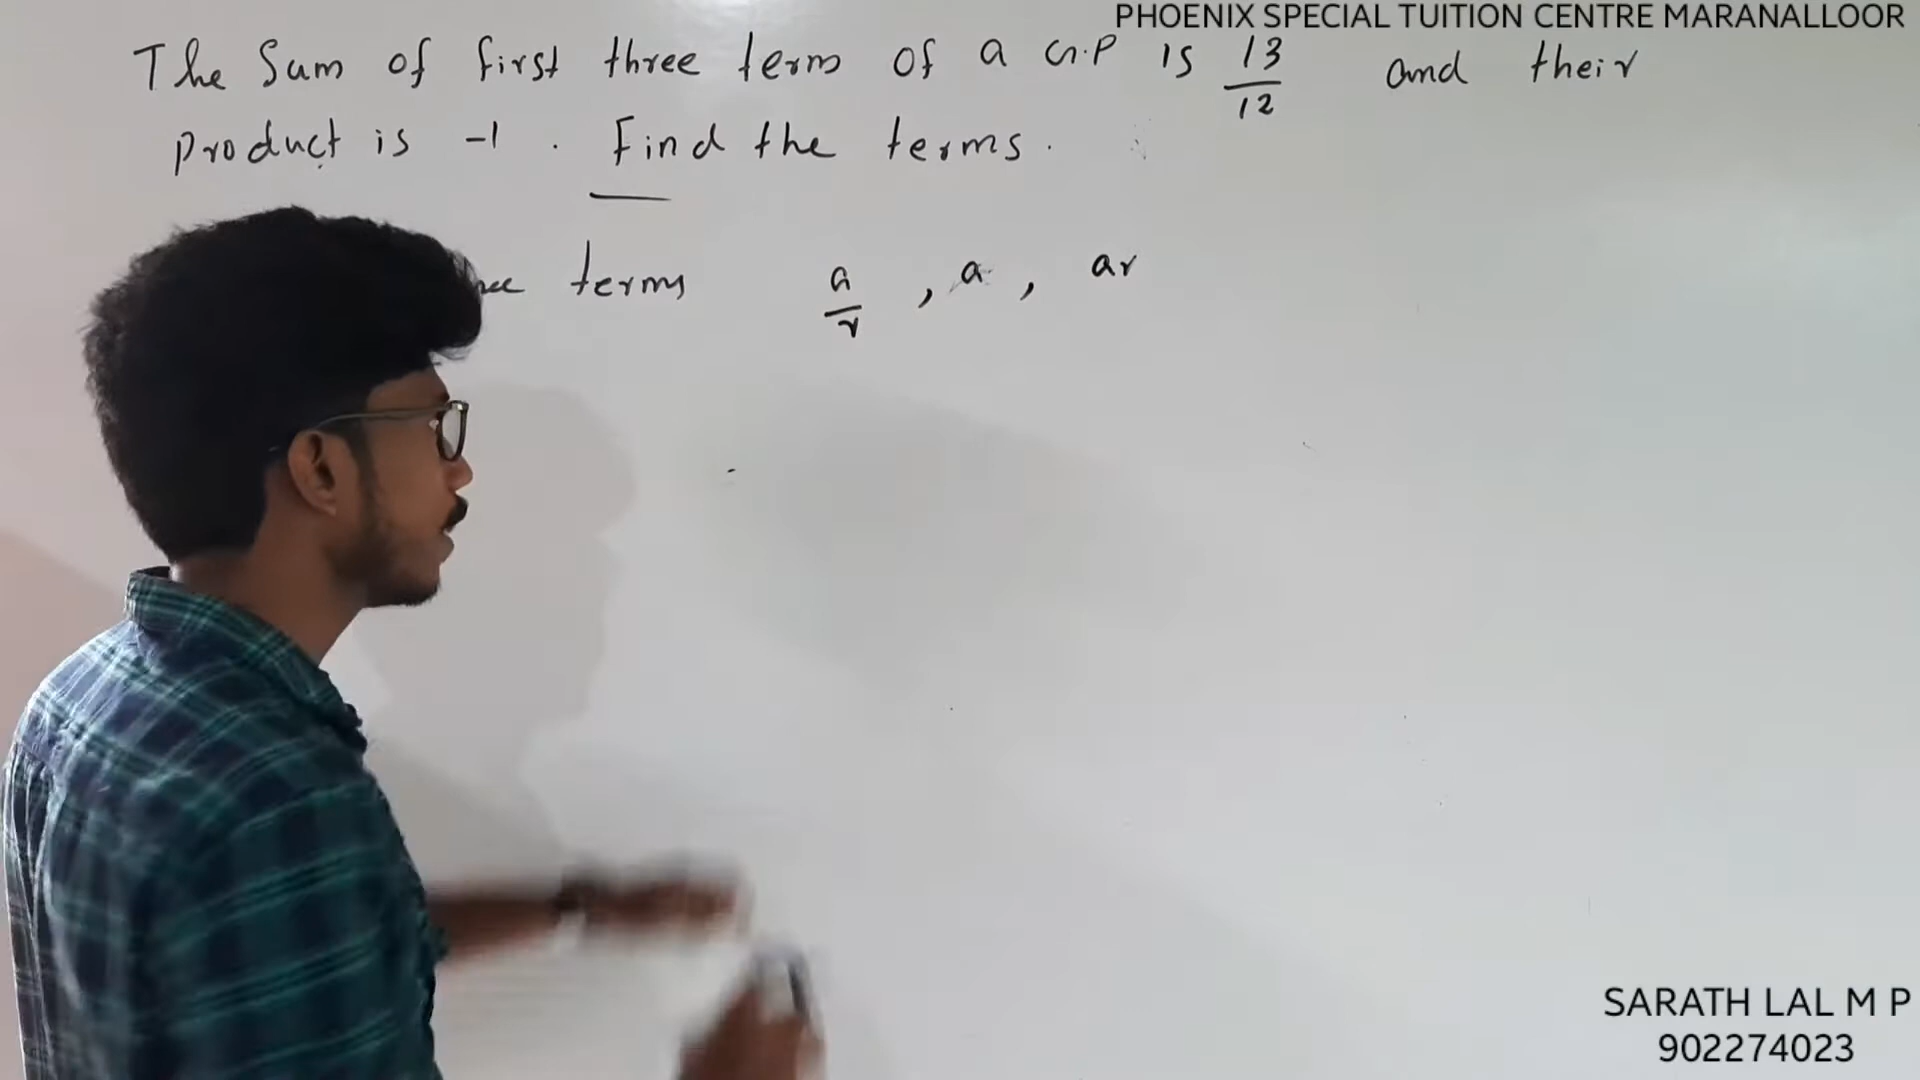 PHOENIX SPECIAL TUITION CENTRE MARANALLOOR
The Sum of first three term of a G.P is 13/12 and their
product is -1 . Find the terms.
terms a/r , a , ar
SARATH LAL M P
902274023